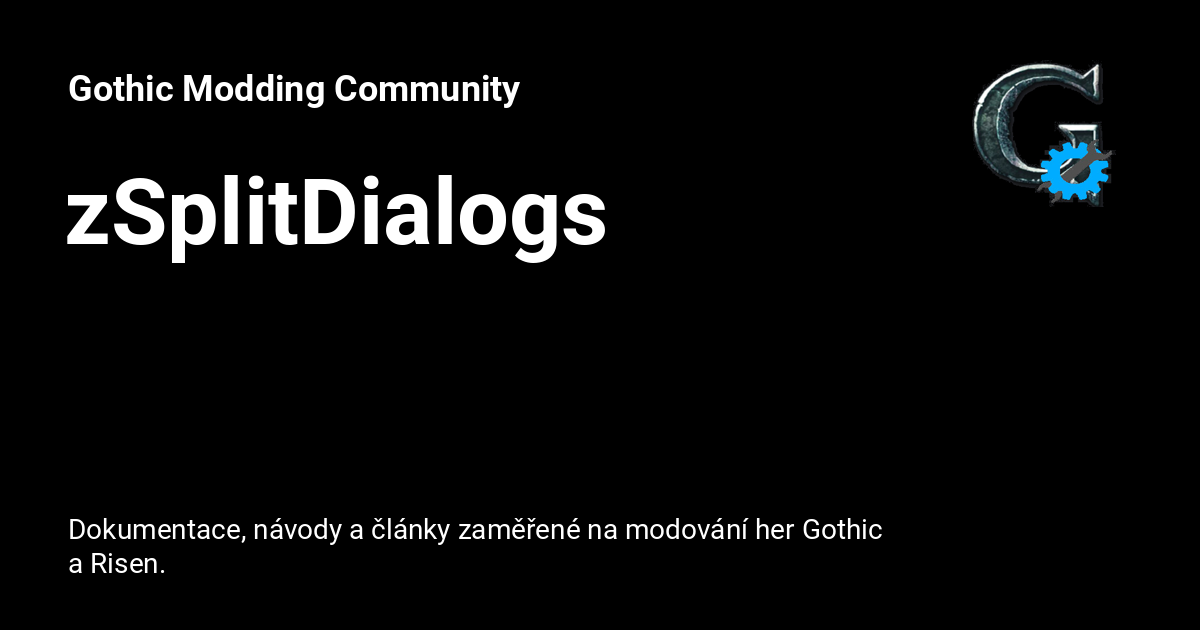 Gothic Modding Community
zSplitDialogs
Dokumentace, návody a články zaměřené na modování her Gothic
a Risen.